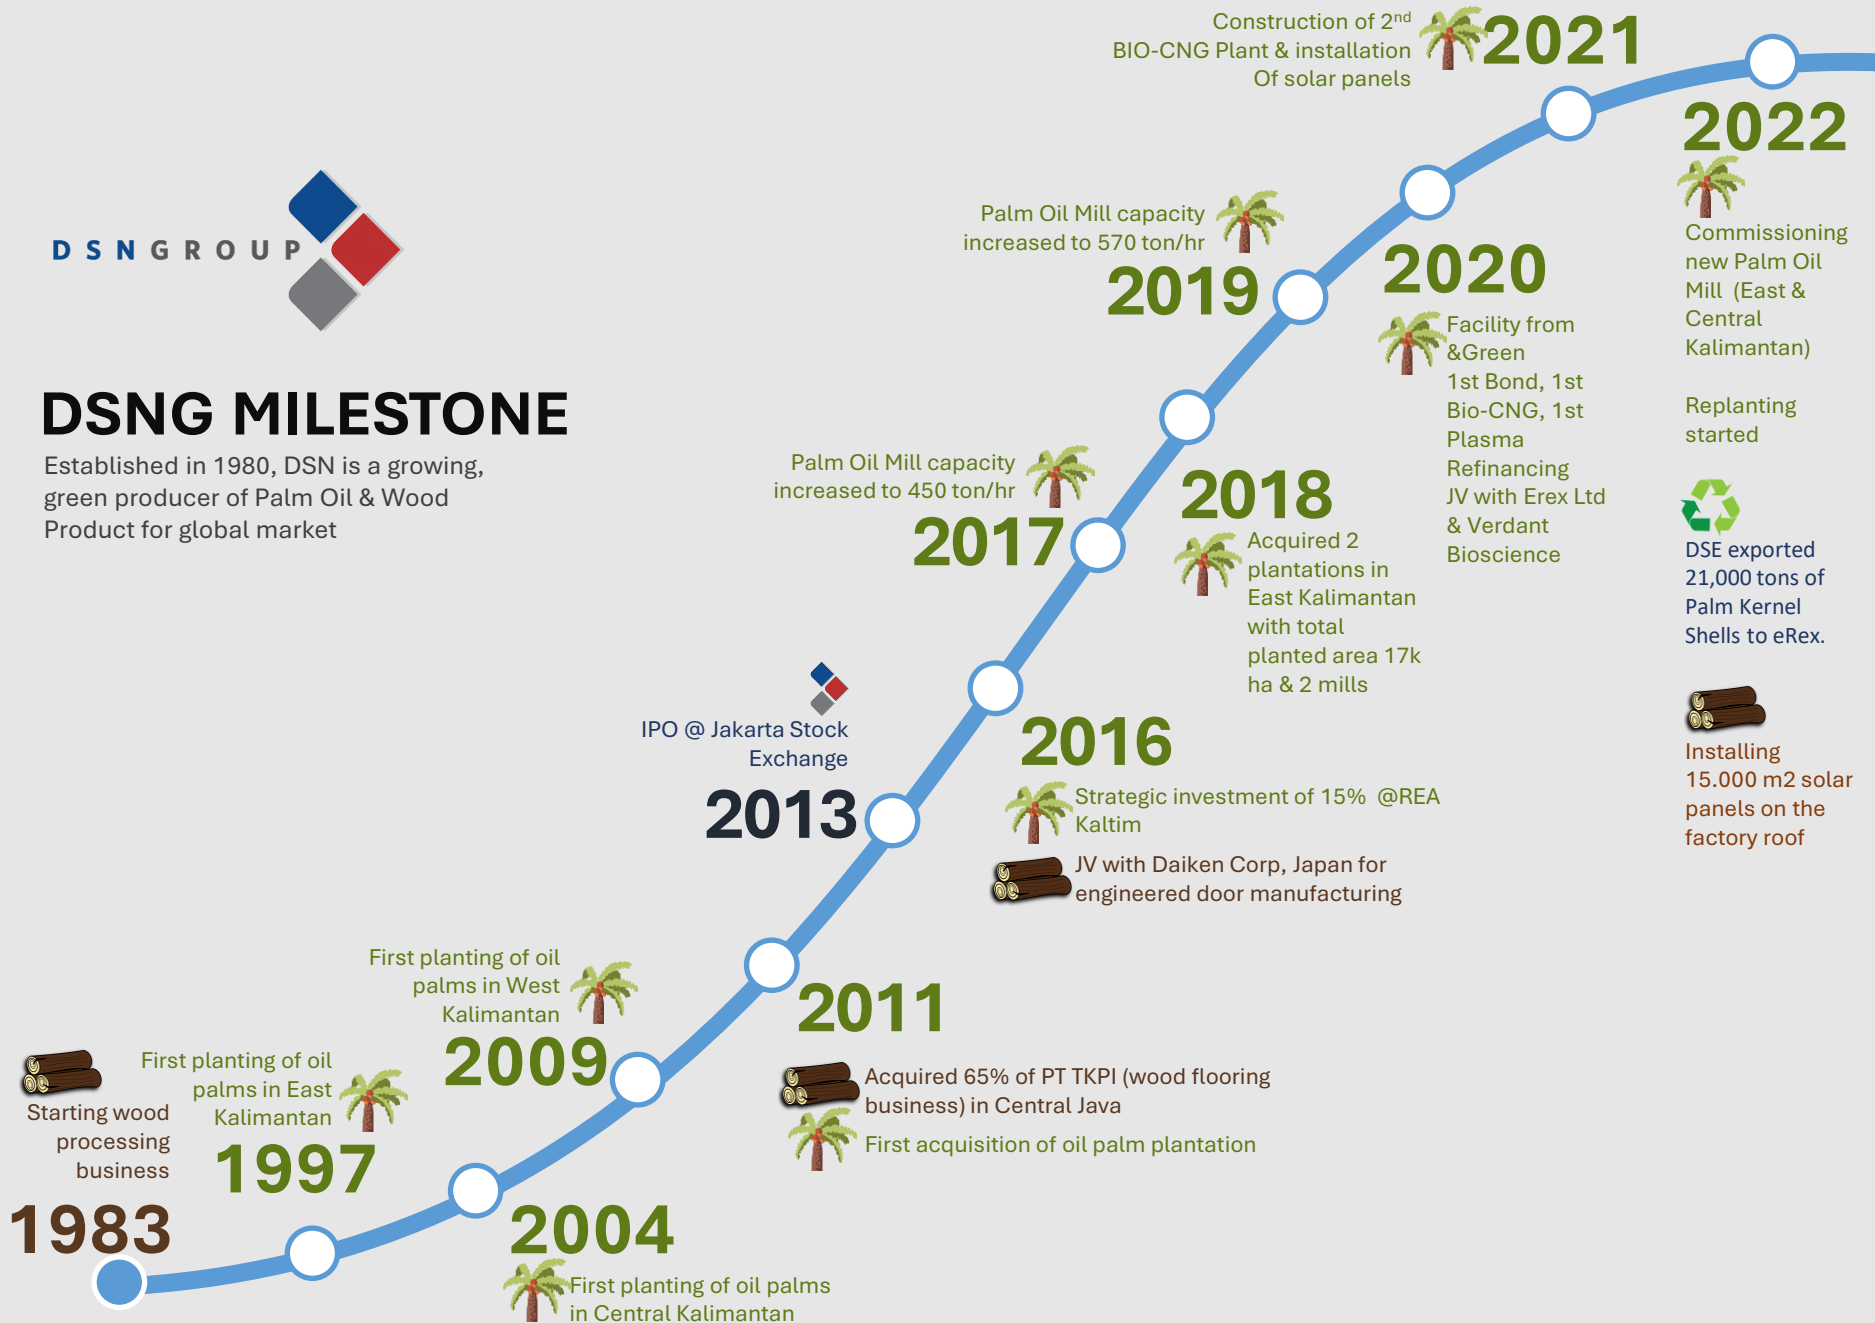 DSNGROUP
DSNG MILESTONE
Established in 1980, DSN is a growing,
green producer of Palm Oil & Wood
Product for global market
Starting wood
processing
business
1983
First planting of oil
palms in East
Kalimantan
1997
2004
First planting of oil palms
in Central Kalimantan
First planting of oil
palms in West
Kalimantan
2009
2011
Acquired 65% of PT TKPI (wood flooring
business) in Central Java
First acquisition of oil palm plantation
IPO @ Jakarta Stock
Exchange
2013
2016
Strategic investment of 15% @REA
Kaltim
JV with Daiken Corp, Japan for
engineered door manufacturing
Palm Oil Mill capacity
increased to 450 ton/hr
2017
2018
Acquired 2
plantations in
East Kalimantan
with total
planted area 17k
ha & 2 mills
Palm Oil Mill capacity
increased to 570 ton/hr
2019
2020
Facility from
&Green
1st Bond, 1st
Bio-CNG, 1st
Plasma
Refinancing
JV with Erex Ltd
& Verdant
Bioscience
Construction of 2nd
BIO-CNG Plant & installation
Of solar panels
2021
2022
Commissioning
new Palm Oil
Mill (East &
Central
Kalimantan)
Replanting
started
DSE exported
21,000 tons of
Palm Kernel
Shells to eRex.
Installing
15.000 m2 solar
panels on the
factory roof